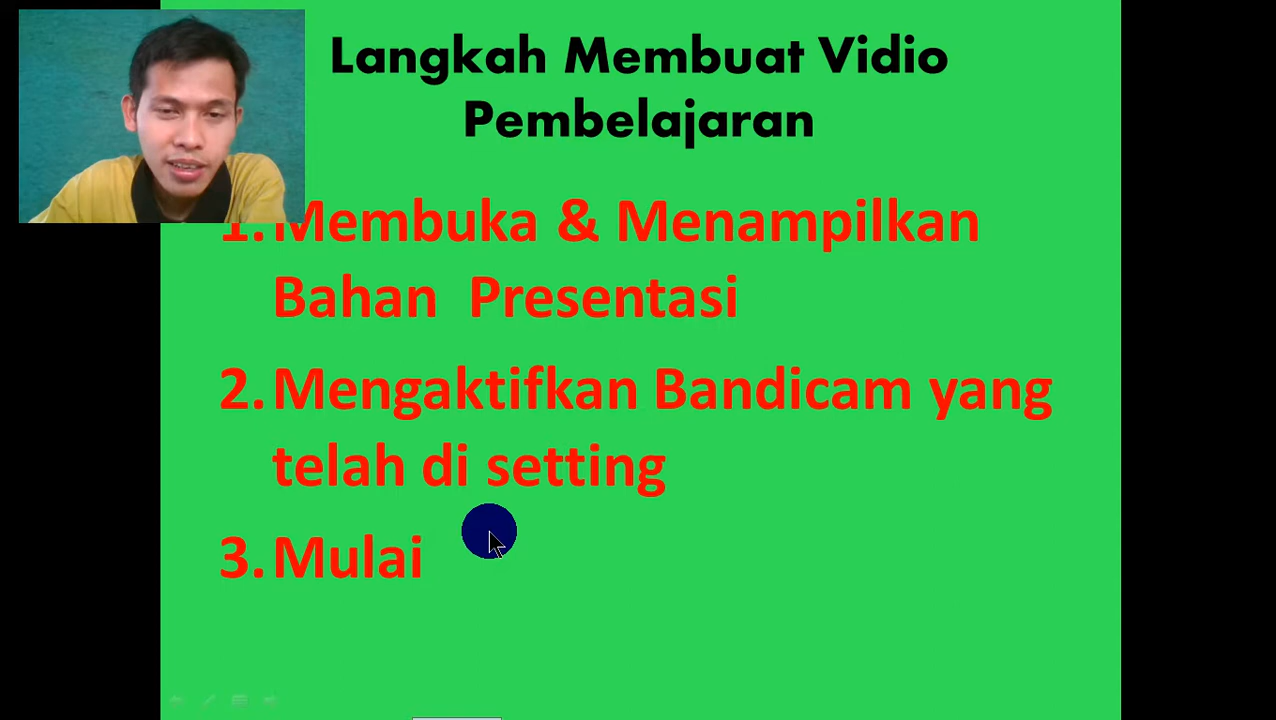 Langkah Membuat Vidio
Pembelajaran
1. Membuka & Menampilkan
Bahan Presentasi
2. Mengaktifkan Bandicam yang
telah di setting
3. Mulai